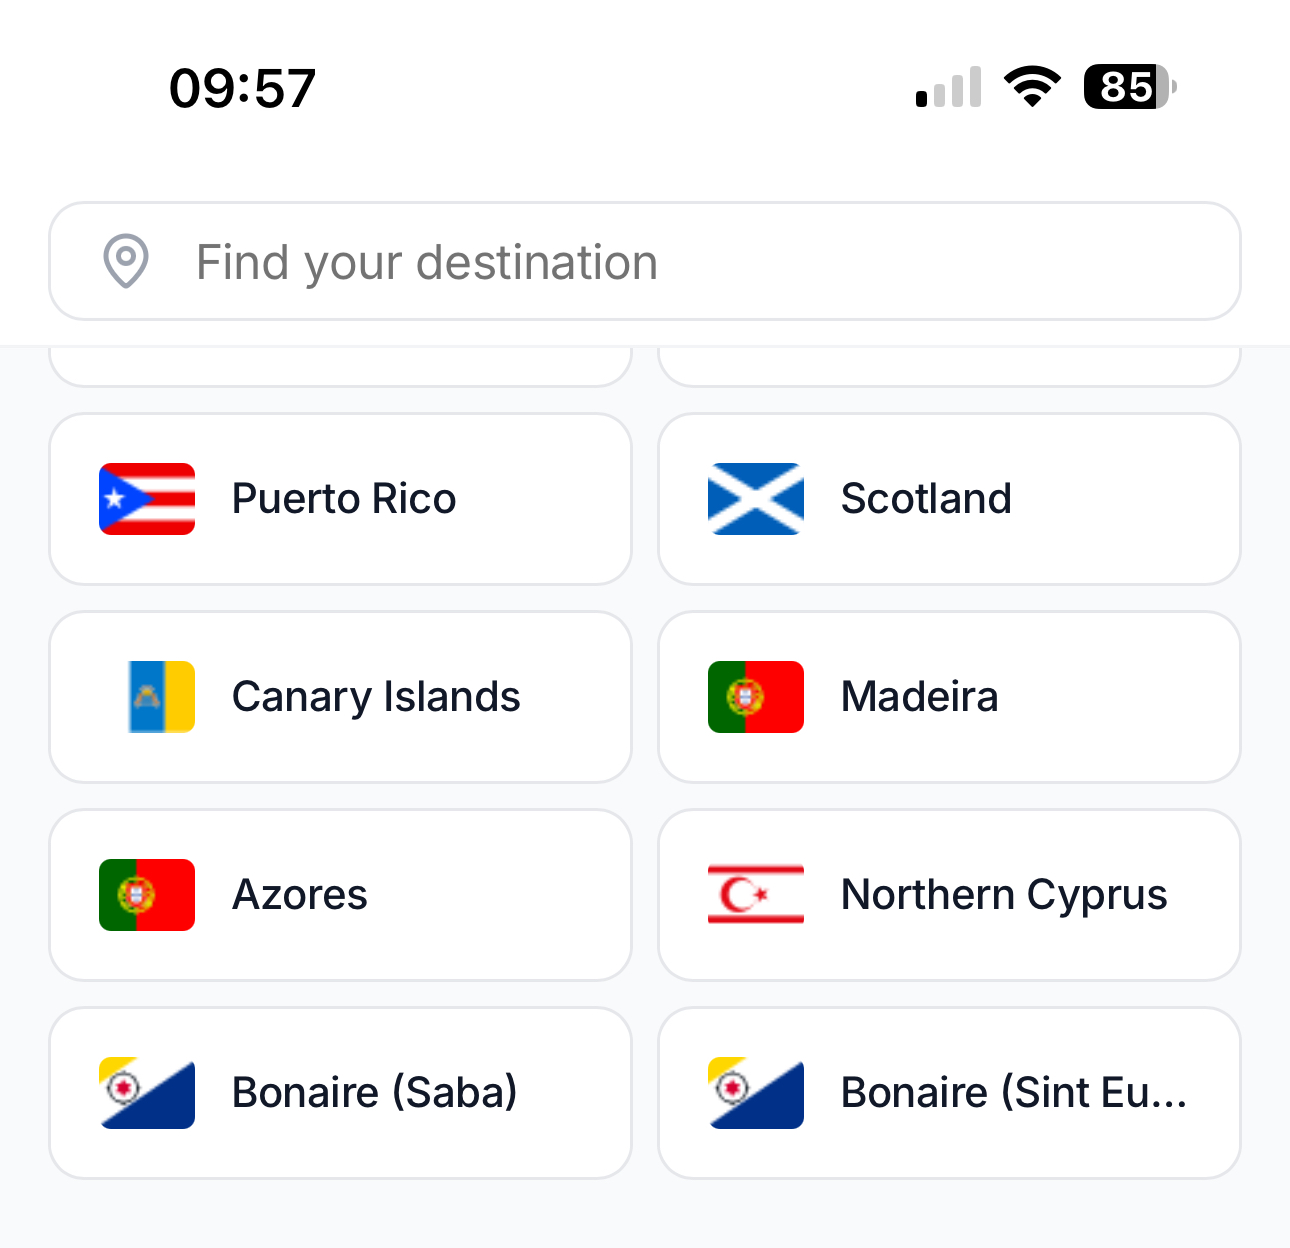 09:57
85
Find your destination
Puerto Rico
Scotland
Canary Islands
Madeira
Azores
Northern Cyprus
Bonaire (Saba)
Bonaire (Sint Eu...